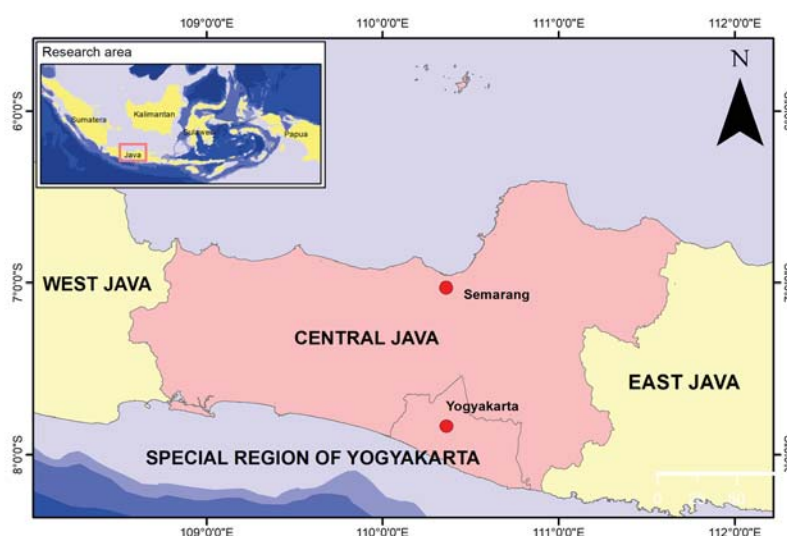 109°0'0"E
110°0'0"E
111°0'0"E
112°0'0"E
Research area
Sumatera
Kalimantan
Papua
Java
N
6°0'0"S
WEST JAVA
7°0'0"S
Semarang
CENTRAL JAVA
EAST JAVA
Yogyakarta
8°0'0"S
SPECIAL REGION OF YOGYAKARTA
109°0'0"E
110°0'0"E
111°0'0"E
112°0'0"E